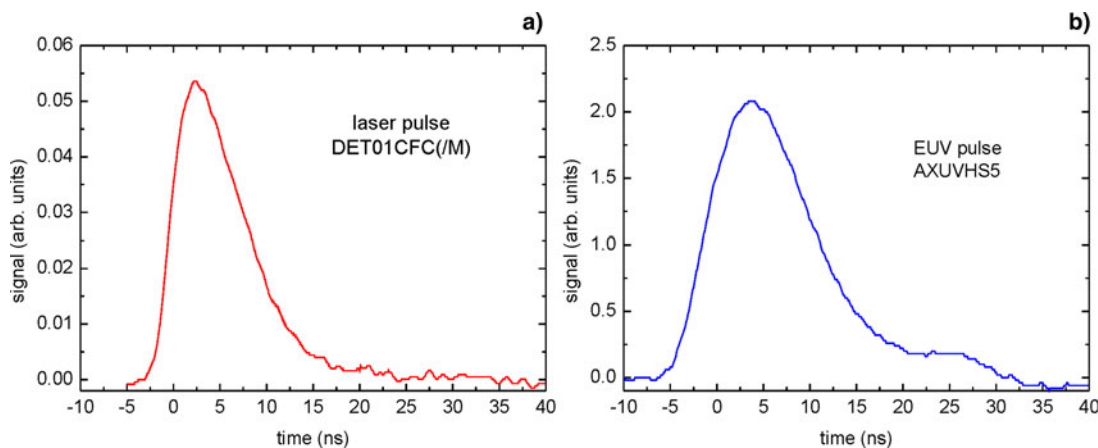 a)
0.06
0.05
0.04
0.03
0.02
0.01
0.00
signal (arb. units)
laser pulse
DET01CFC(/M)
-10 -5 0 5 10 15 20 25 30 35 40
time (ns)
b)
2.5
2.0
1.5
1.0
0.5
0.0
signal (arb. units)
EUV pulse
AXUVHS5
-10 -5 0 5 10 15 20 25 30 35 40
time (ns)